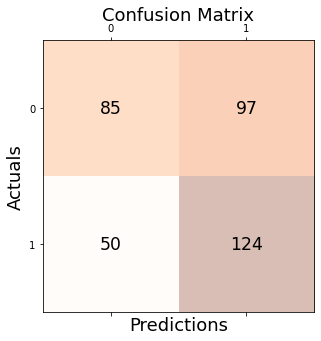 Confusion Matrix
0 1
0 85 97
Actuals
1 50 124
Predictions